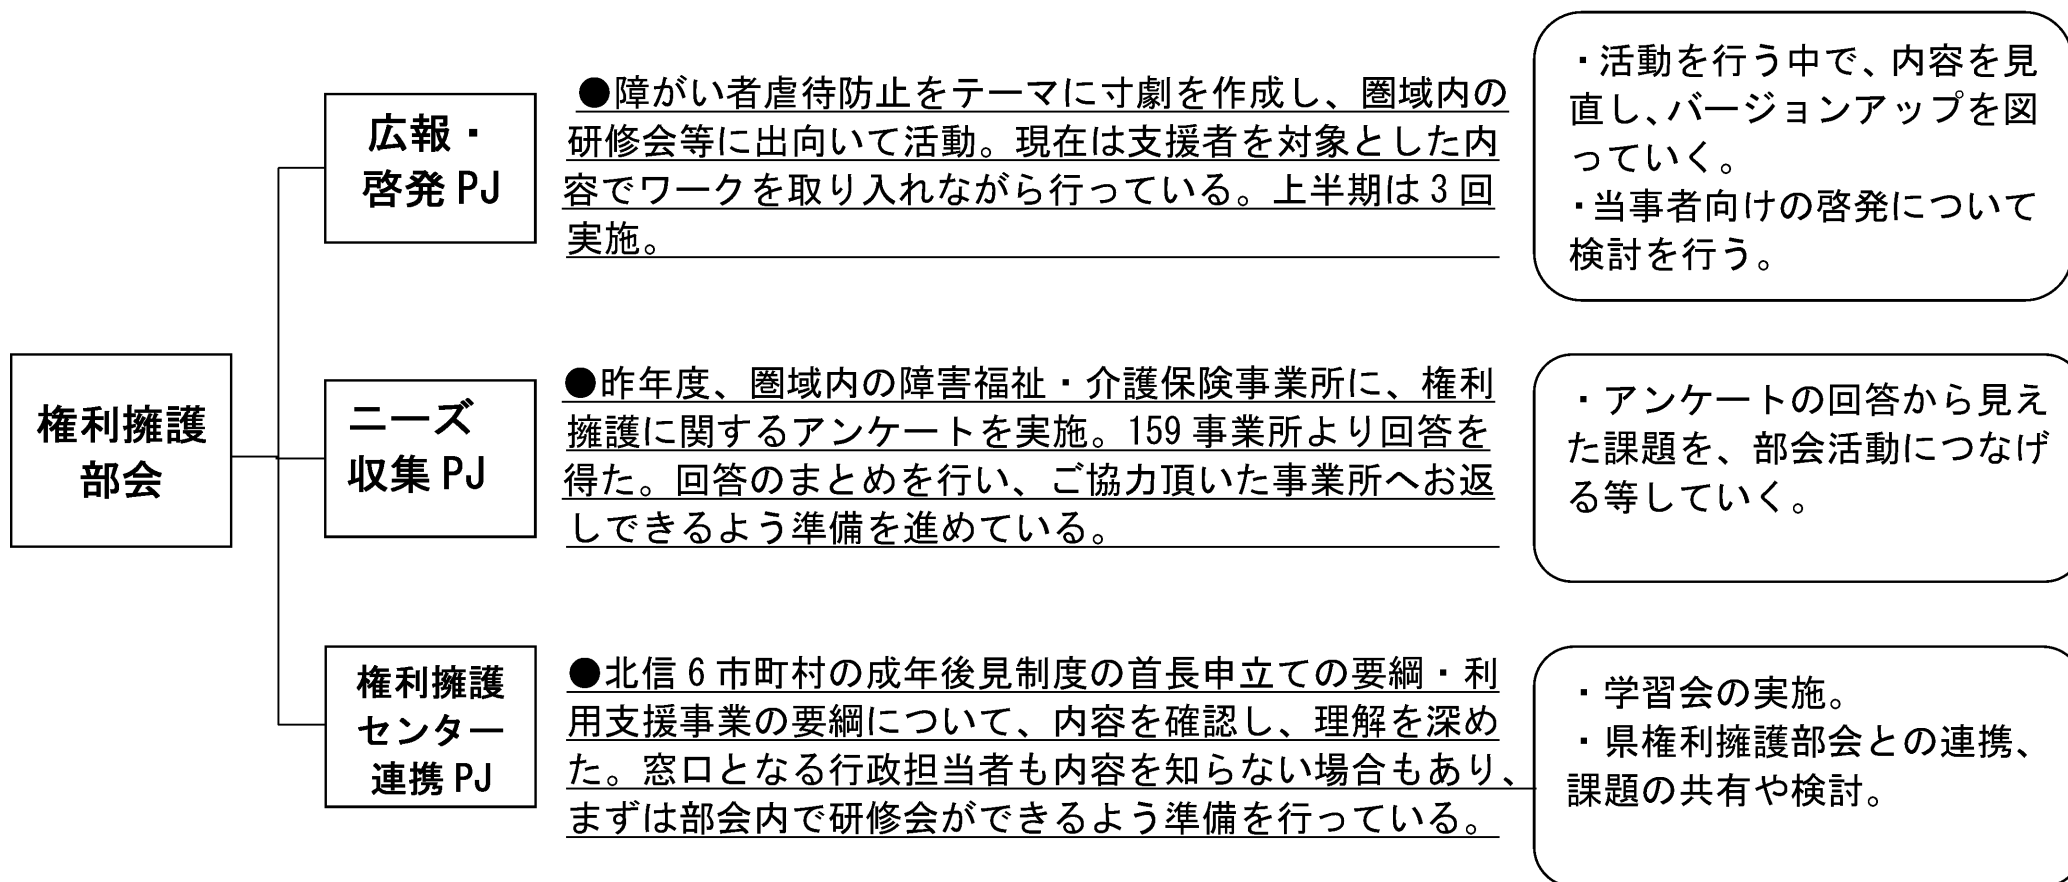 権利擁護
部会
広報・
啓発 PJ
●障がい者虐待防止をテーマに寸劇を作成し、圏域内の
研修会等に出向いて活動。現在は支援者を対象とした内
容でワークを取り入れながら行っている。上半期は 3 回
実施。
・活動を行う中で、内容を見
直し、バージョンアップを図
っていく。
・当事者向けの啓発について
検討を行う。
ニーズ
収集 PJ
●昨年度、圏域内の障害福祉・介護保険事業所に、権利
擁護に関するアンケートを実施。159 事業所より回答を
得た。回答のまとめを行い、ご協力頂いた事業所へお返
しできるよう準備を進めている。
・アンケートの回答から見え
た課題を、部会活動につなげ
る等していく。
権利擁護
センター
連携 PJ
●北信 6 市町村の成年後見制度の首長申立ての要綱・利
用支援事業の要綱について、内容を確認し、理解を深め
た。窓口となる行政担当者も内容を知らない場合もあり、
まずは部会内で研修会ができるよう準備を行っている。
・学習会の実施。
・県権利擁護部会との連携、
課題の共有や検討。